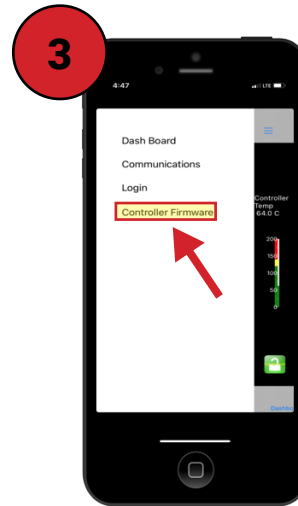 3
4:47
LTE
Dash Board
Communications
Login
Controller Firmware
Controller
Temp
64.0 C
200
150
100
50
0
Dashbo